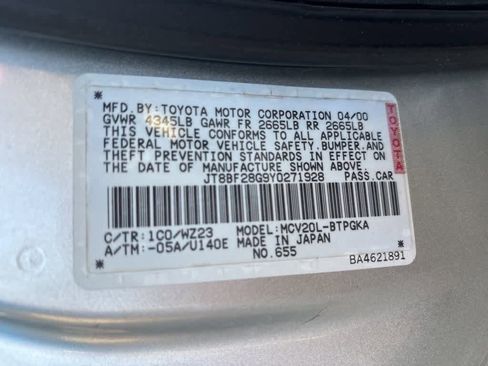 MFD.BY:TOYOTA MOTOR CORPORATION 04/00
GVWR 4345LB GAWR FR 2665LB RR 2665LB
THIS VEHICLE CONFORMS TO ALL APPLICABLE
FEDERAL MOTOR VEHICLE SAFETY,BUMPER,AND
THEFT PREVENTION STANDARDS IN EFFECT ON
THE DATE OF MANUFACTURE SHOWN ABOVE.
JT8BF28G9Y0271928 PASS.CAR
TOYOTA
C/TR:1C0/WZ23 MODEL:MCV20L-BTPGKA
A/TM:-05A/U140E MADE IN JAPAN
NO.655
BA4621891